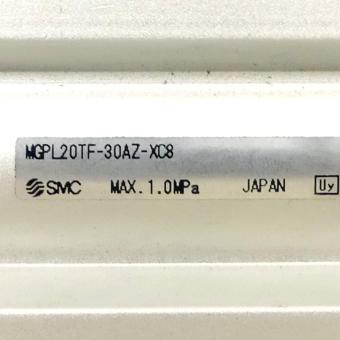 MGPL20TF-30AZ-XC8
SMC MAX. 1.0MPa JAPAN Uy